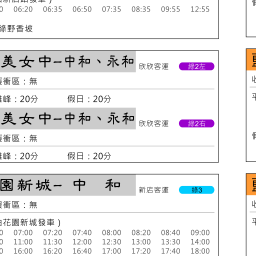 06:20 06:35 06:50 07:35 08:35 09:55 12:55
綠野香坡
美女中–中和、永和 欣欣客運 綠2左
緩衝區：無
尖峰：20分 假日：20分
美女中–中和、永和 欣欣客運 綠2右
緩衝區：無
尖峰：20分 假日：20分
園新城– 中 和 新店客運 綠3
緩衝區：無
花園新城發車）
07:00 07:20 07:40 08:00 08:20 08:40 09:00
11:00 11:30 12:00 12:30 13:00 13:30 14:00
16:00 16:20 16:40 17:00 17:20 17:40 18:00